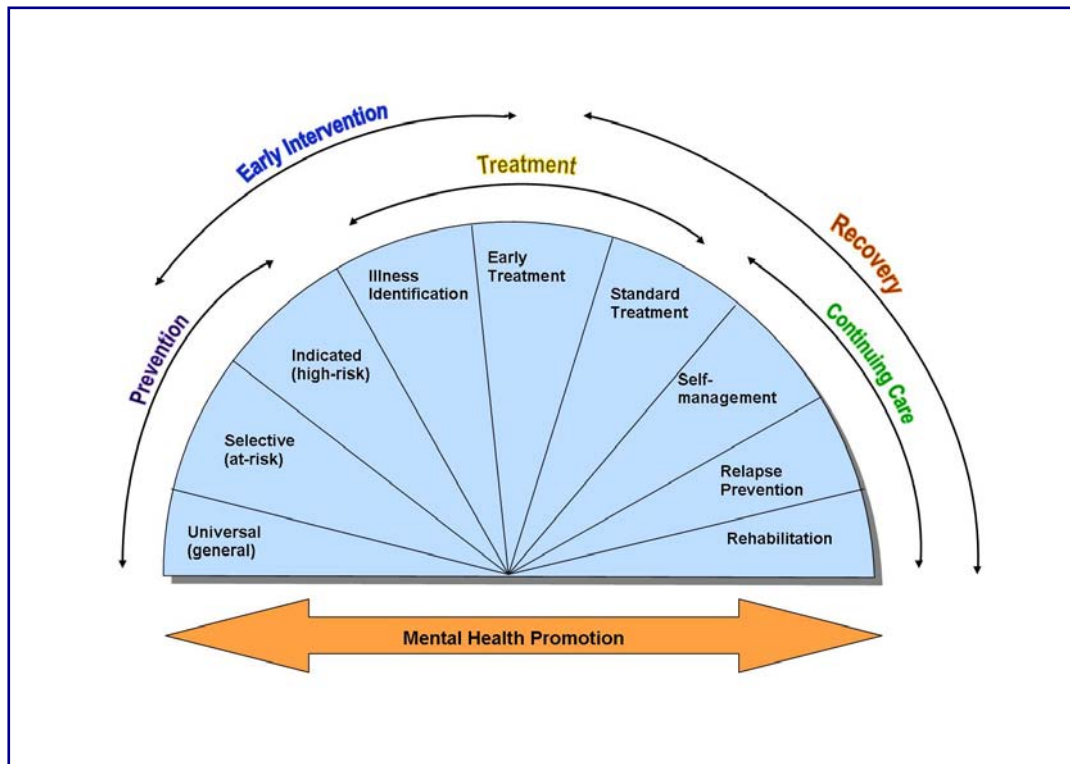 Early Intervention
Treatment
Recovery
Prevention
Continuing Care
Illness
Identification
Early
Treatment
Standard
Treatment
Indicated
(high-risk)
Self-
management
Selective
(at-risk)
Relapse
Prevention
Universal
(general)
Rehabilitation
Mental Health Promotion